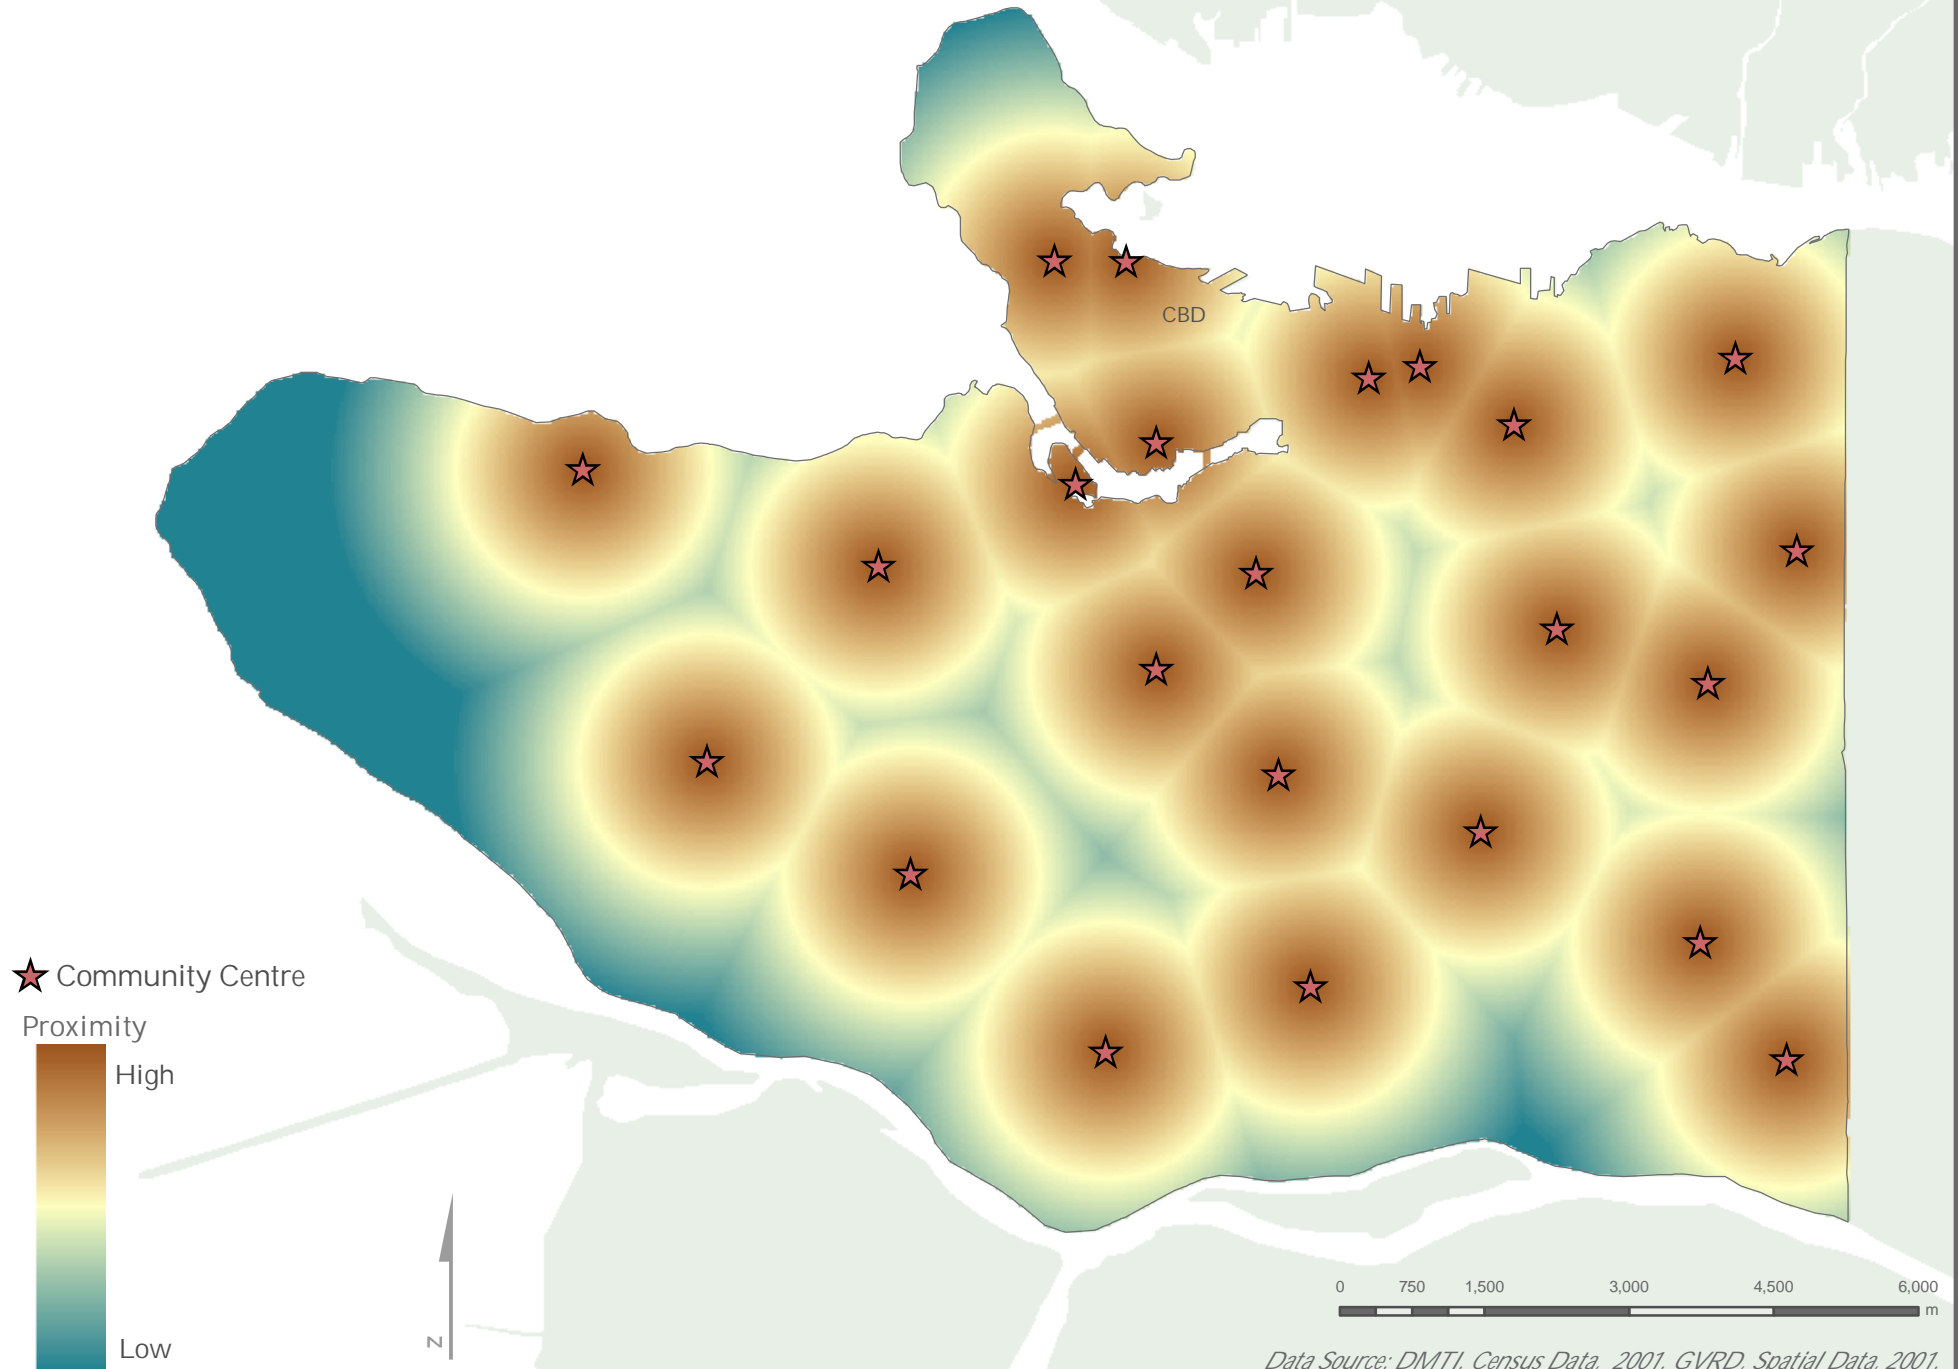 CBD
Community Centre
Proximity
High
Low
N
0 750 1,500 3,000 4,500 6,000
m
Data Source: DMTI, Census Data, 2001, GVRD, Spatial Data, 2001.